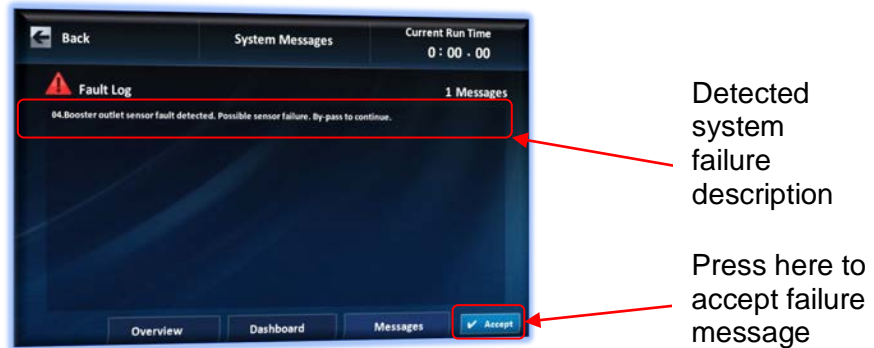 Back
System Messages
Current Run Time
0 : 00 . 00
Fault Log
1 Messages
04.Booster outlet sensor fault detected. Possible sensor failure. By-pass to continue.
Overview
Dashboard
Messages
✔ Accept
Detected
system
failure
description
Press here to
accept failure
message